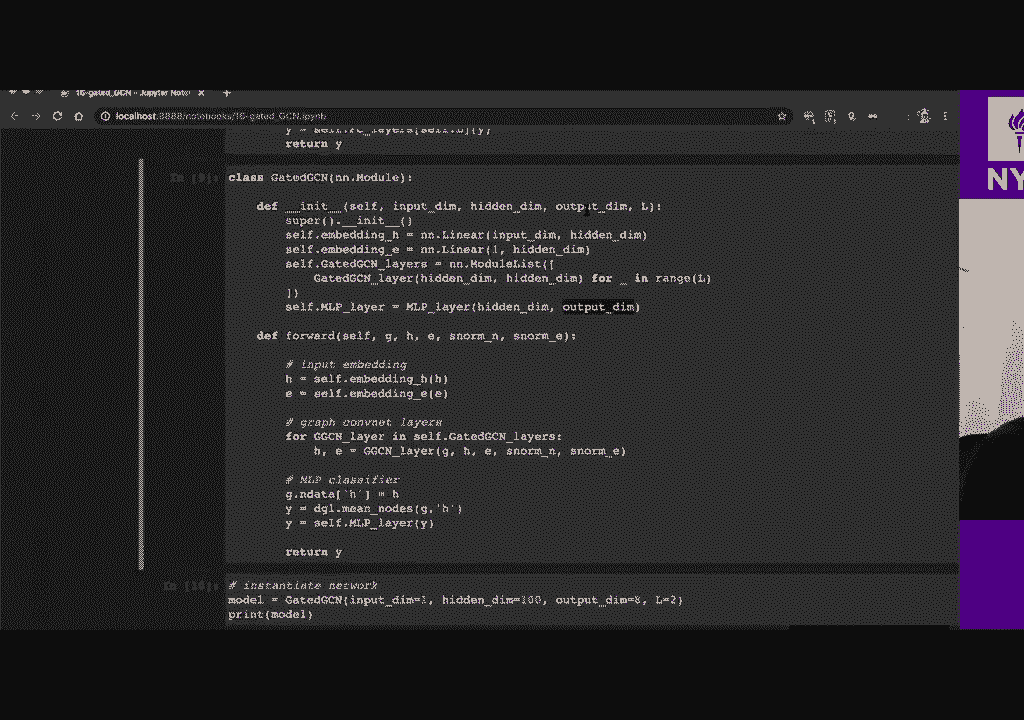 16-gated_GCN - Jupyter Note
localhost:8888/notebooks/16-gated_GCN.ipynb
return y
In [9]:
class GatedGCN(nn.Module):
def __init__(self, input_dim, hidden_dim, output_dim, L):
super().__init__()
self.embedding_h = nn.Linear(input_dim, hidden_dim)
self.embedding_e = nn.Linear(1, hidden_dim)
self.GatedGCN_layers = nn.ModuleList([
GatedGCN_layer(hidden_dim, hidden_dim) for _ in range(L)
])
self.MLP_layer = MLP_layer(hidden_dim, output_dim)
def forward(self, g, h, e, snorm_n, snorm_e):
# input embedding
h = self.embedding_h(h)
e = self.embedding_e(e)
# graph convnet layers
for GGCN_layer in self.GatedGCN_layers:
h, e = GGCN_layer(g, h, e, snorm_n, snorm_e)
# MLP classifier
g.ndata['h'] = h
y = dgl.mean_nodes(g,'h')
y = self.MLP_layer(y)
return y
In [10]:
# instantiate network
model = GatedGCN(input_dim=1, hidden_dim=100, output_dim=8, L=2)
print(model)
NY